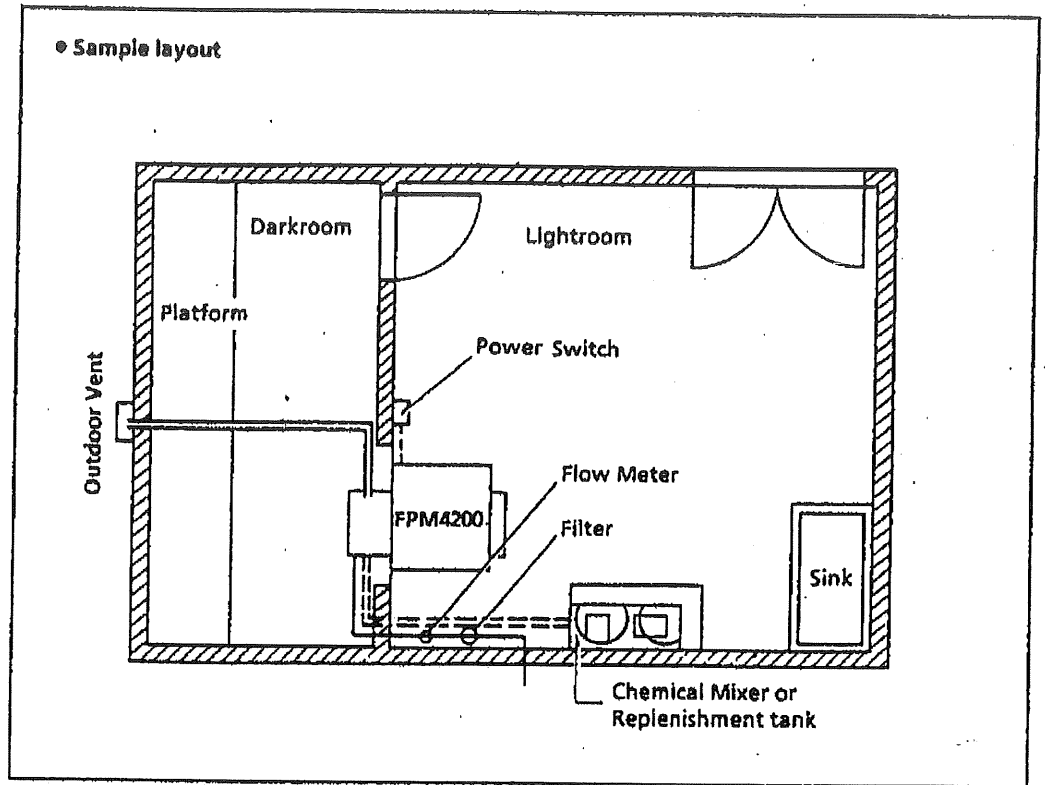 • Sample layout
Darkroom
Lightroom
Platform
Power Switch
Outdoor Vent
Flow Meter
FPM4200
Filter
Sink
Chemical Mixer or
Replenishment tank